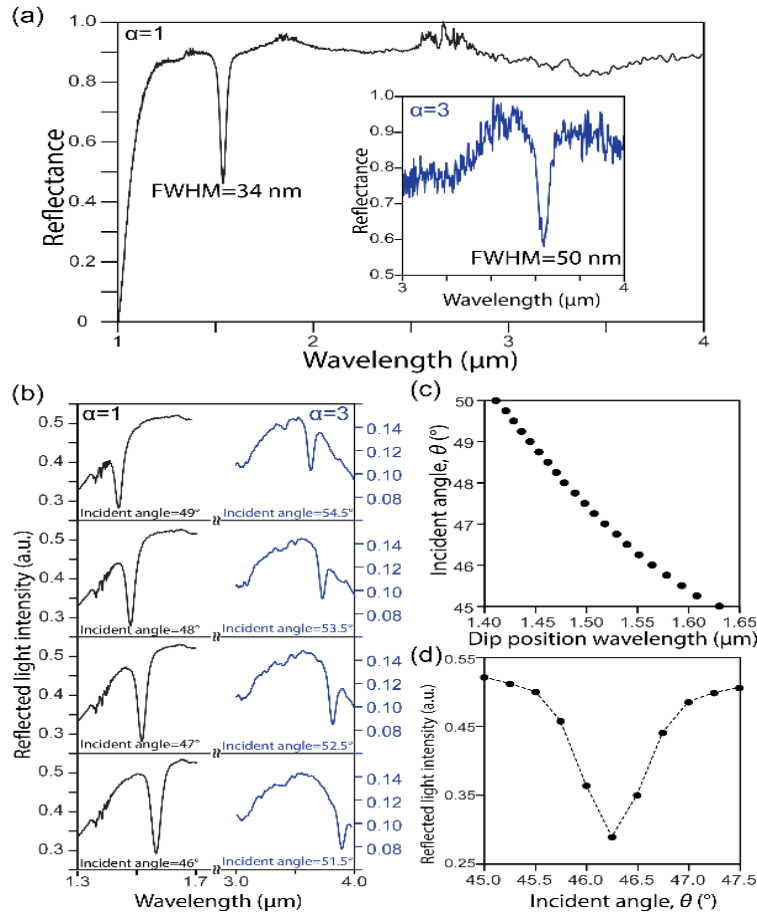 (a)
α=1
1.0
0.8
0.6
0.4
0.2
0
Reflectance
FWHM=34 nm
1 2 3 4
Wavelength (μm)
α=3
1.0
0.9
0.8
0.7
0.6
0.5
Reflectance
FWHM=50 nm
3 4
Wavelength (μm)
(b)
α=1 α=3
Reflected light intensity (a.u.)
0.5 0.14
0.4 0.12
0.10
0.3 0.08
Incident angle=49° Incident angle=54.5°
0.5 0.14
0.4 0.12
0.10
0.3 0.08
Incident angle=48° Incident angle=53.5°
0.5 0.14
0.4 0.12
0.10
0.3 0.08
Incident angle=47° Incident angle=52.5°
0.5 0.14
0.4 0.12
0.10
0.3 0.08
Incident angle=46° Incident angle=51.5°
1.3 1.7 3.0 4.0
Wavelength (μm)
(c)
50
49
48
47
46
45
Incident angle, θ (°)
1.40 1.45 1.50 1.55 1.60 1.65
Dip position wavelength (μm)
(d)
0.55
0.45
0.35
0.25
Reflected light intensity (a.u.)
45.0 45.5 46.0 46.5 47.0 47.5
Incident angle, θ (°)